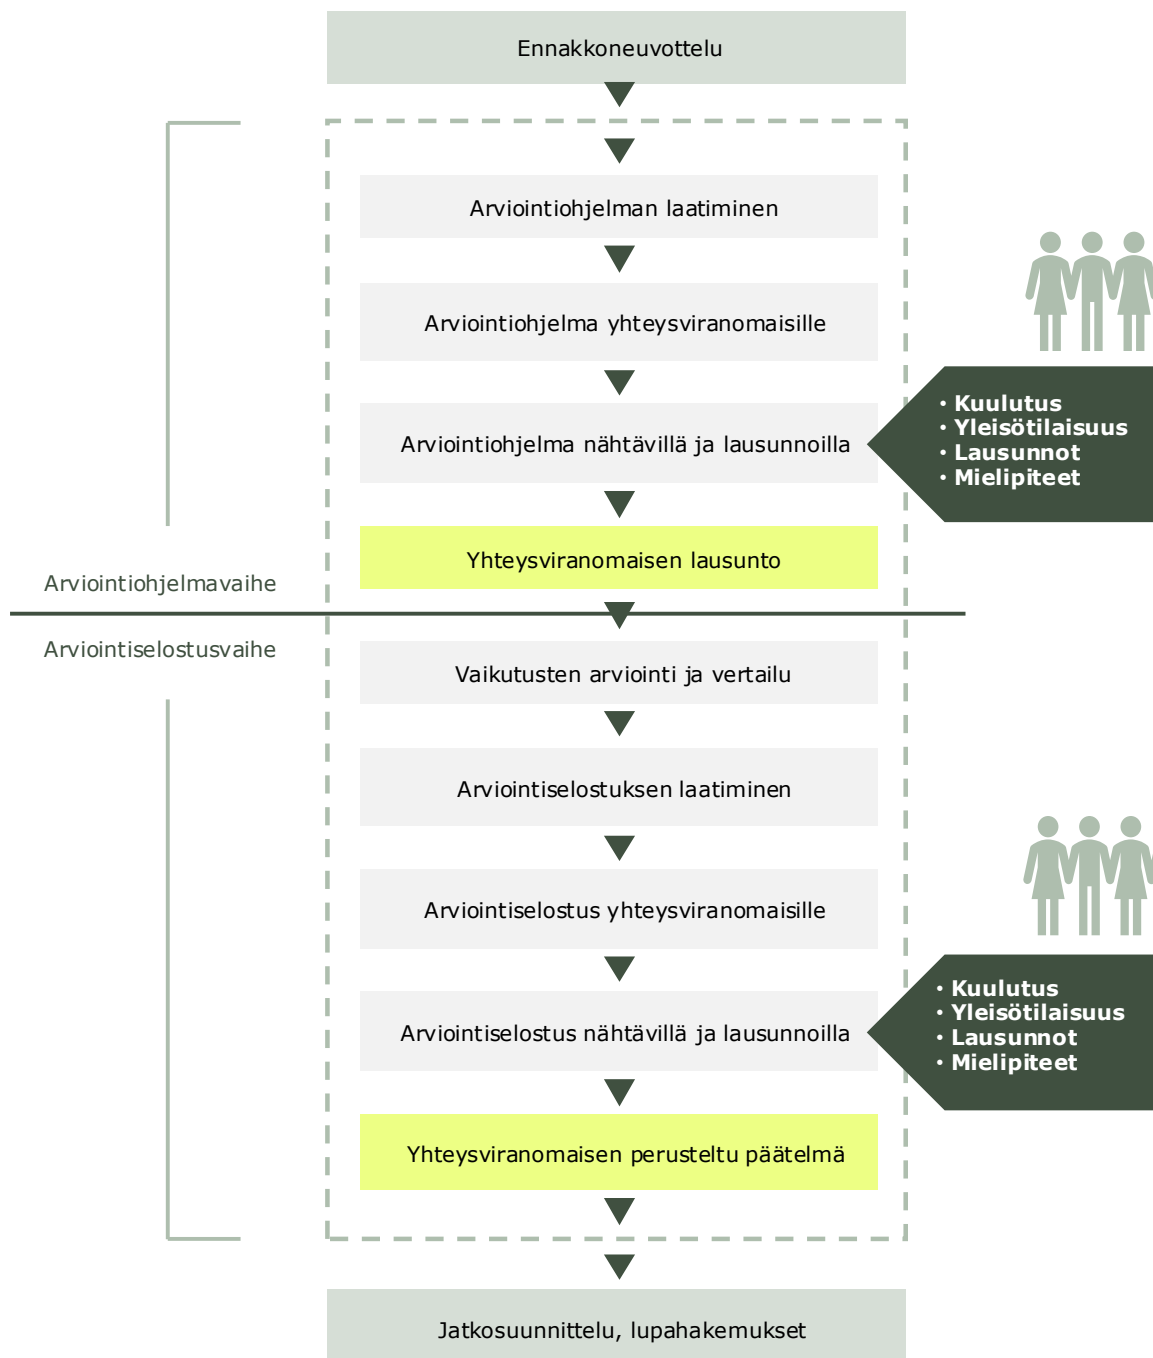 Ennakkoneuvottelu
Arviointiohjelman laatiminen
Arviointiohjelma yhteysviranomaisille
Arviointiohjelma nähtävillä ja lausunnoilla
• Kuulutus
• Yleisötilaisuus
• Lausunnot
• Mielipiteet
Yhteysviranomaisen lausunto
Arviointiohjelmavaihe
Arviointiselostusvaihe
Vaikutusten arviointi ja vertailu
Arviointiselostuksen laatiminen
Arviointiselostus yhteysviranomaisille
Arviointiselostus nähtävillä ja lausunnoilla
• Kuulutus
• Yleisötilaisuus
• Lausunnot
• Mielipiteet
Yhteysviranomaisen perusteltu päätelmä
Jatkosuunnittelu, lupahakemukset